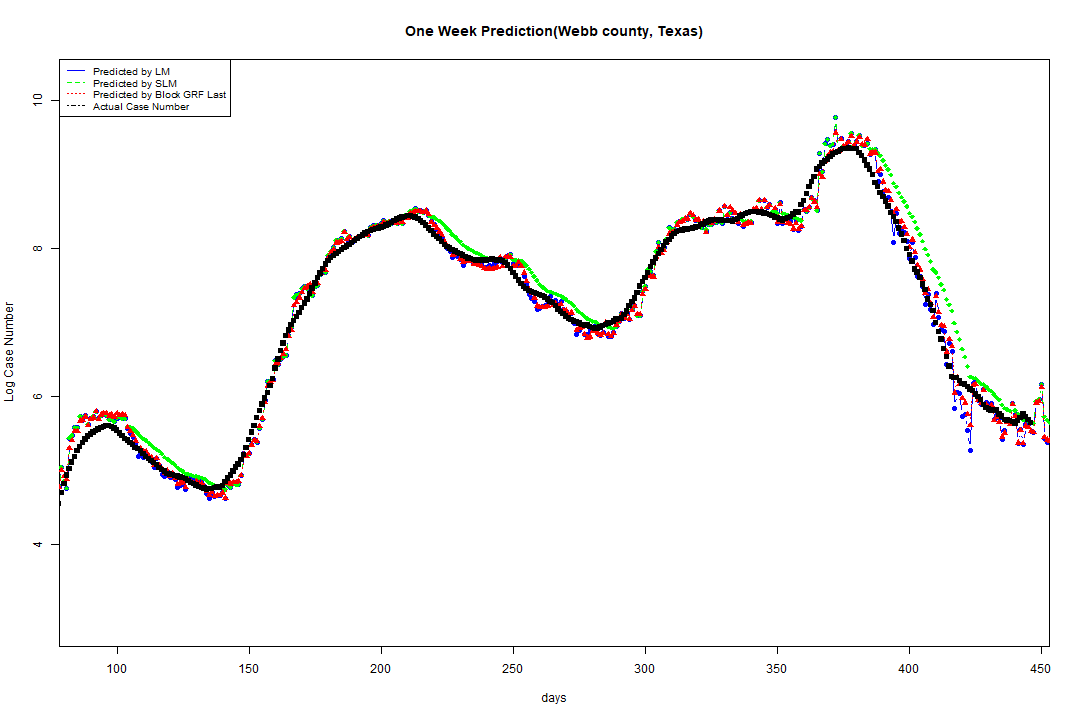 One Week Prediction(Webb county, Texas)
Predicted by LM
Predicted by SLM
Predicted by Block GRF Last
Actual Case Number
10
8
6
4
Log Case Number
100 150 200 250 300 350 400 450
days